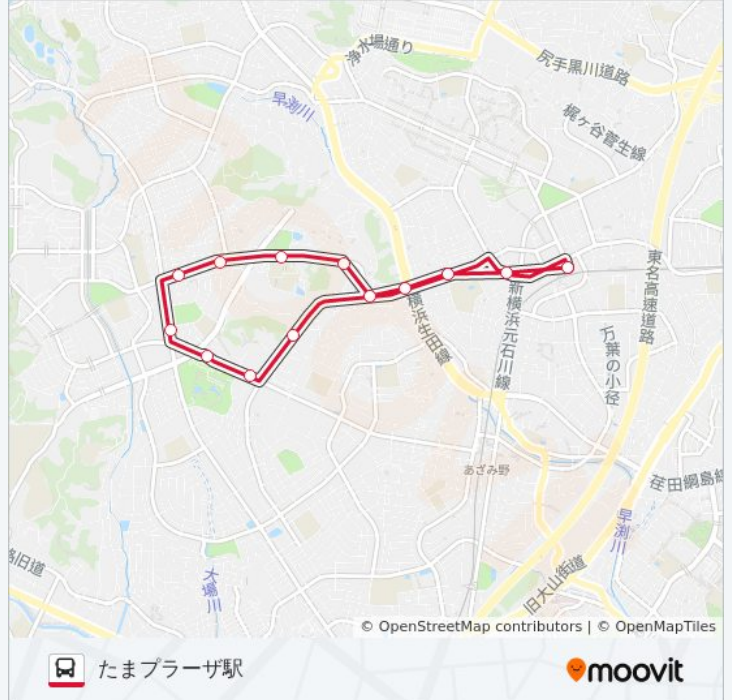 浄水場通り
尻手黒川道路
早渕川
梶ヶ谷菅生線
東名高速道路
新横浜元石川線
横浜生田線
万葉の小径
あざみ野
荏田綱島線
早渕川
旧道
大場川
旧大山街道
© OpenStreetMap contributors | © OpenMapTiles
たまプラーザ駅
moovit